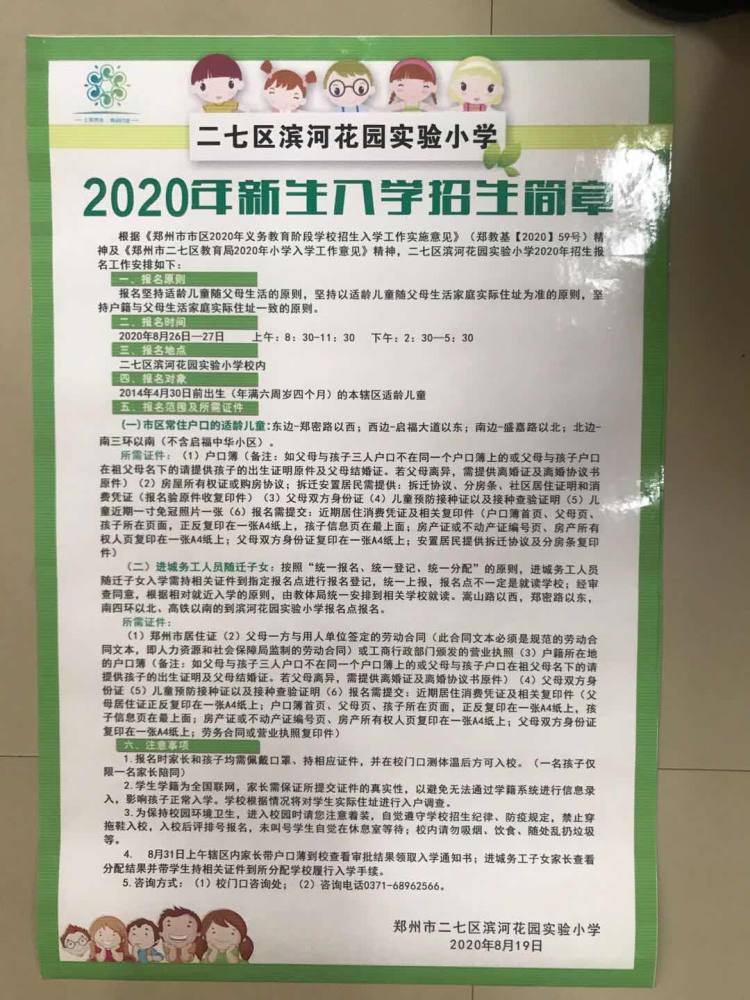 二七区滨河花园实验小学
2020年新生入学招生简章
根据《郑州市市区2020年义务教育阶段学校招生入学工作实施意见》（郑教基【2020】59号）精
神及《郑州市二七区教育局2020年小学入学工作意见》精神，二七区滨河花园实验小学2020年招生报
名工作安排如下：
一、报名原则
报名坚持适龄儿童随父母生活的原则，坚持以适龄儿童随父母生活家庭实际住址为准的原则，坚
持户籍与父母生活家庭实际住址一致的原则。
二、报名时间
2020年8月26日—27日 上午：8：30-11：30 下午：2：30—5：30
三、报名地点
二七区滨河花园实验小学校内
四、报名对象
2014年4月30日前出生（年满六周岁四个月）的本辖区适龄儿童
五、报名范围及所需证件
(一)市区常住户口的适龄儿童：东边-郑密路以西；西边-启福大道以东；南边-盛嘉路以北；北边-
南三环以南（不含启福中华小区）。
所需证件：（1）户口簿（备注：如父母与孩子三人户口不在同一个户口簿上的或父母与孩子户口
在祖父母名下的请提供孩子的出生证明原件及父母结婚证。若父母离异，需提供离婚证及离婚协议书
原件）（2）房屋所有权证或购房协议；拆迁安置居民需提供：拆迁协议、分房条、社区居住证明和消
费凭证（报名验原件收复印件）（3）父母双方身份证（4）儿童预防接种证以及接种查验证明（5）儿
童近期一寸免冠照片一张（6）报名需提交：近期居住消费凭证及相关复印件（户口簿首页、父母页、
孩子所在页面，正反复印在一张A4纸上，孩子信息页在最上面；房产证或不动产证编号页、房产所有
权人页复印在一张A4纸上；父母双方身份证复印在一张A4纸上；安置居民提供拆迁协议及分房条复印
件）
（二）进城务工人员随迁子女：按照“统一报名、统一登记、统一分配”的原则，进城务工人员
随迁子女入学需持相关证件到指定报名点进行报名登记，统一上报，报名点不一定是就读学校；经审
查同意，根据相对就近入学的原则，由教体局统一安排到相关学校就读。嵩山路以西，郑密路以东，
南四环以北、高铁以南的到滨河花园实验小学报名点报名。
所需证件：
（1）郑州市居住证（2）父母一方与用人单位签定的劳动合同（此合同文本必须是规范的劳动合
同文本，即人力资源和社会保障局监制的劳动合同）或工商行政部门颁发的营业执照（3）户籍所在地
的户口簿（备注：如父母与孩子三人户口不在同一个户口簿上的或父母与孩子户口在祖父母名下的请
提供孩子的出生证明及父母结婚证。若父母离异，需提供离婚证及离婚协议书原件）（4）父母双方身
份证（5）儿童预防接种证以及接种查验证明（6）报名需提交：近期居住消费凭证及相关复印件（父
母居住证正反复印在一张A4纸上；户口簿首页、父母页、孩子所在页面，正反复印在一张A4纸上，孩
子信息页在最上面；房产证或不动产证编号页、房产所有权人页复印在一张A4纸上；父母双方身份证
复印在一张A4纸上；劳务合同或营业执照复印件）
六、注意事项
1.报名时家长和孩子均需佩戴口罩、持相应证件，并在校门口测体温后方可入校。（一名孩子仅
限一名家长陪同）
2.学生学籍为全国联网，家长需保证所提交证件的真实性，以避免无法通过学籍系统进行信息录
入，影响孩子正常入学。学校根据情况将对学生实际住址进行入户调查。
3.为保持校园环境卫生，进入校园时请您注意着装，自觉遵守学校招生纪律、防疫规定，禁止穿
拖鞋入校，入校后评排号报名，未叫号学生自觉在休息室等待；校内请勿吸烟、饮食、随处乱扔垃圾
等。
4. 8月31日上午辖区内家长带户口薄到校查看审批结果领取入学通知书；进城务工子女家长查看
分配结果并带学生持相关证件到所分配学校履行入学手续。
5.咨询方式：（1）校门口咨询处；（2）咨询电话0371-68962566。
郑州市二七区滨河花园实验小学
2020年8月19日